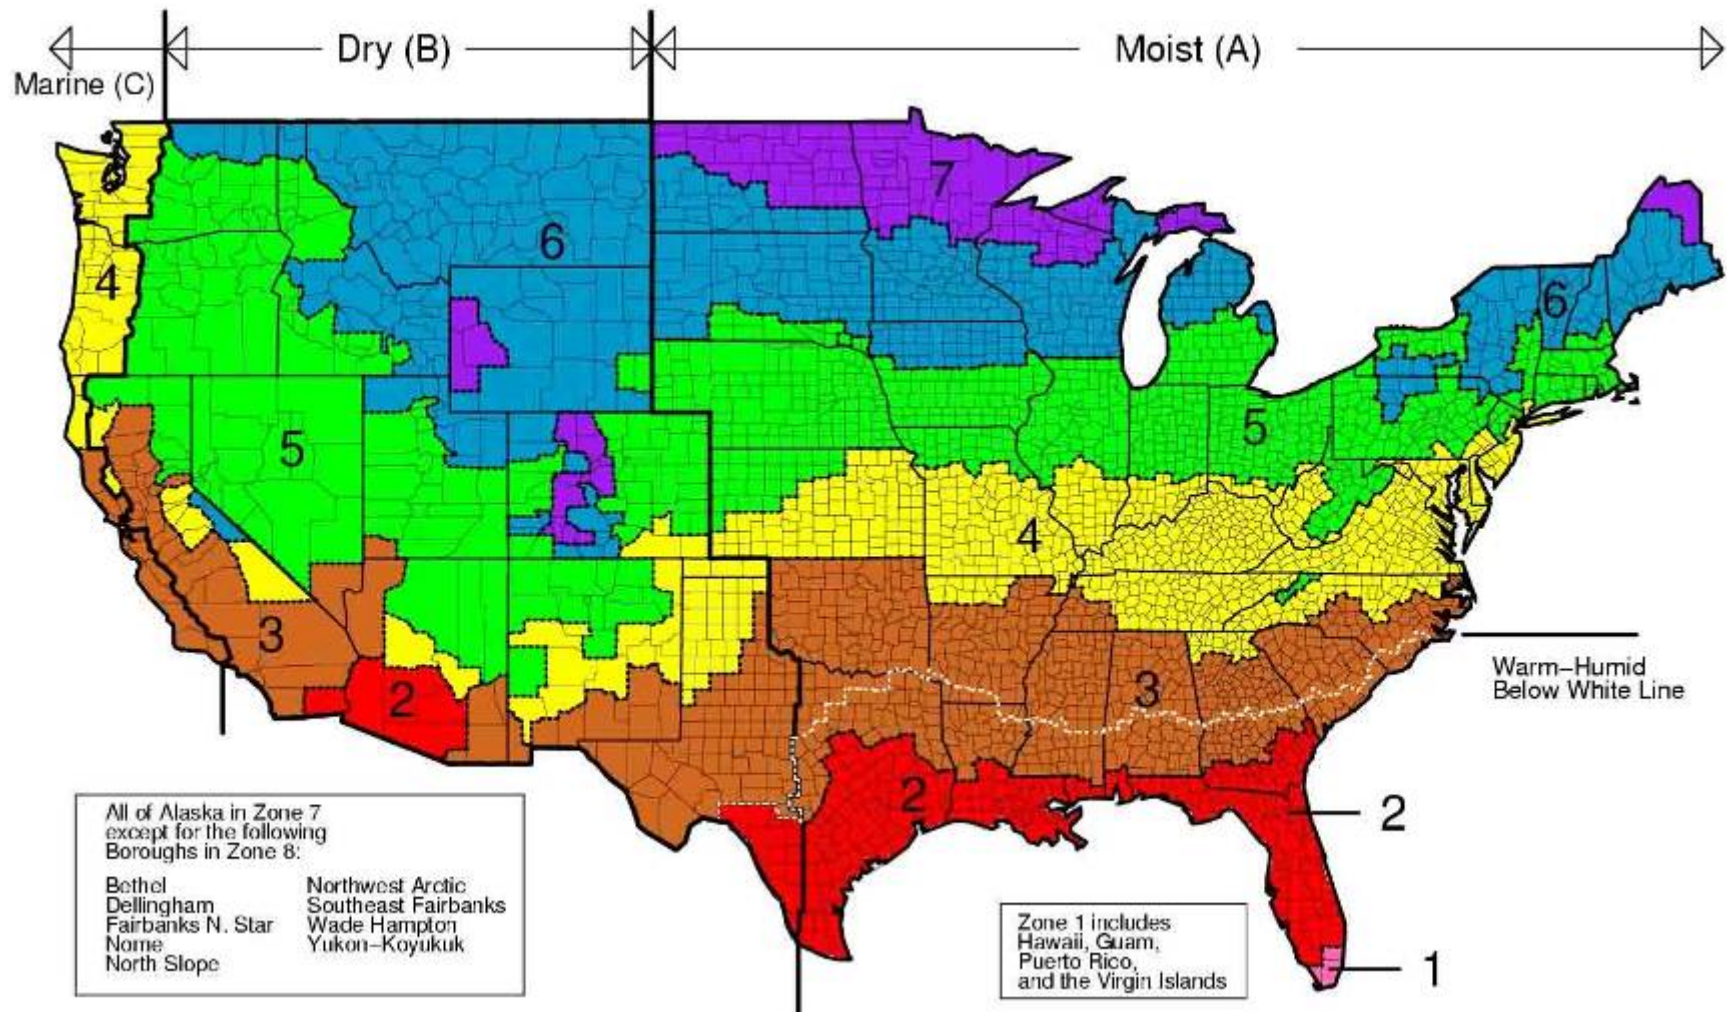 Dry (B)
Moist (A)
Marine (C)
7
6
4
6
5
5
4
3
3
2
2
2
1
Warm−Humid
Below White Line
All of Alaska in Zone 7
except for the following
Boroughs in Zone 8:
Bethel
Dellingham
Fairbanks N. Star
Nome
North Slope
Northwest Arctic
Southeast Fairbanks
Wade Hampton
Yukon−Koyukuk
Zone 1 includes
Hawaii, Guam,
Puerto Rico,
and the Virgin Islands